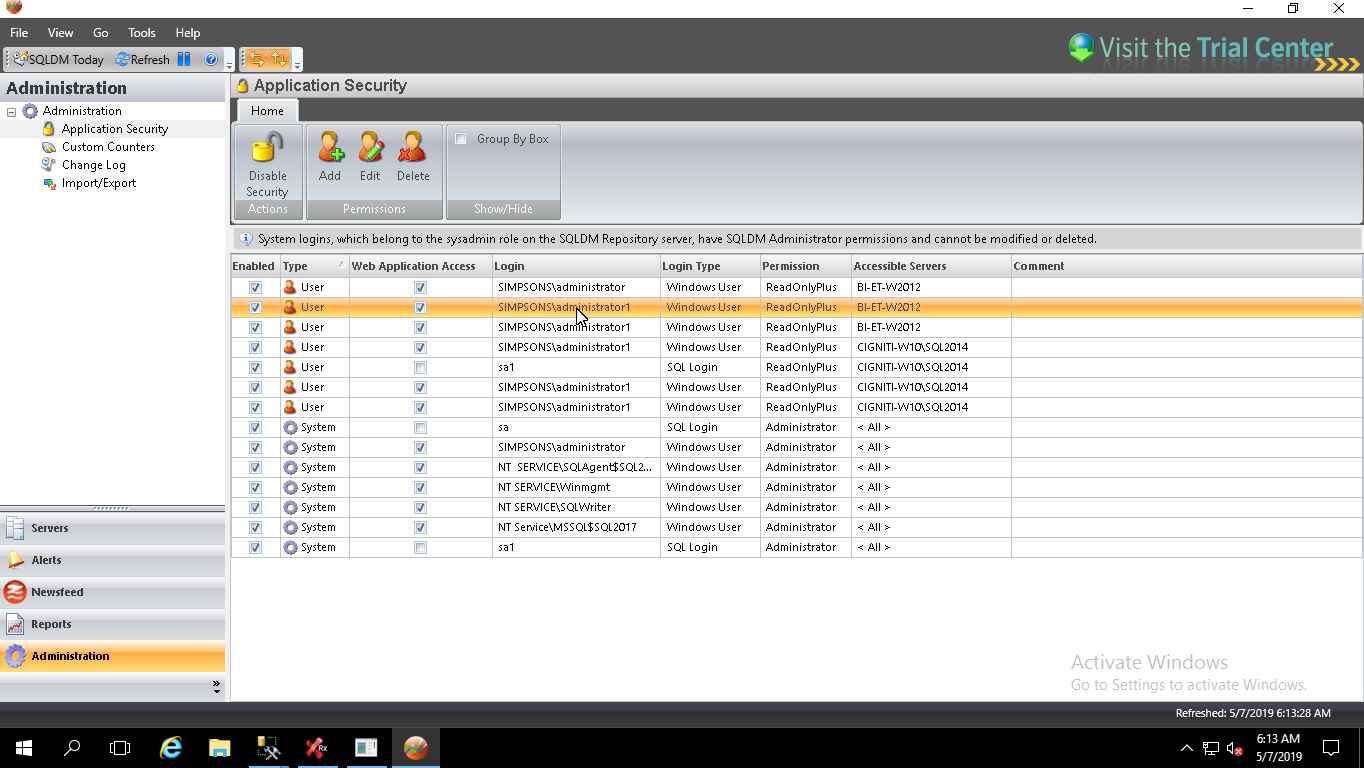 File View Go Tools Help
Visit the Trial Center
SQLDM Today Refresh
Administration
Application Security
Administration
Application Security
Custom Counters
Change Log
Import/Export
Home
Disable Security
Add Edit Delete
Group By Box
Actions Permissions Show/Hide
System logins, which belong to the sysadmin role on the SQLDM Repository server, have SQLDM Administrator permissions and cannot be modified or deleted.
Enabled Type Web Application Access Login Login Type Permission Accessible Servers Comment
User SIMPSONS\administrator Windows User ReadOnlyPlus BI-ET-W2012
User SIMPSONS\administrator1 Windows User ReadOnlyPlus BI-ET-W2012
User SIMPSONS\administrator1 Windows User ReadOnlyPlus BI-ET-W2012
User SIMPSONS\administrator1 Windows User ReadOnlyPlus CIGNITI-W10\SQL2014
User sa1 SQL Login ReadOnlyPlus CIGNITI-W10\SQL2014
User SIMPSONS\administrator1 Windows User ReadOnlyPlus CIGNITI-W10\SQL2014
User SIMPSONS\administrator1 Windows User ReadOnlyPlus CIGNITI-W10\SQL2014
System sa SQL Login Administrator < All >
System SIMPSONS\administrator Windows User Administrator < All >
System NT SERVICE\SQLAgent$SQL2... Windows User Administrator < All >
System NT SERVICE\Winmgmt Windows User Administrator < All >
System NT SERVICE\SQLWriter Windows User Administrator < All >
System NT Service\MSSQL$SQL2017 Windows User Administrator < All >
System sa1 SQL Login Administrator < All >
Servers
Alerts
Newsfeed
Reports
Administration
Activate Windows
Go to Settings to activate Windows.
Refreshed: 5/7/2019 6:13:28 AM
Rx
6:13 AM
5/7/2019